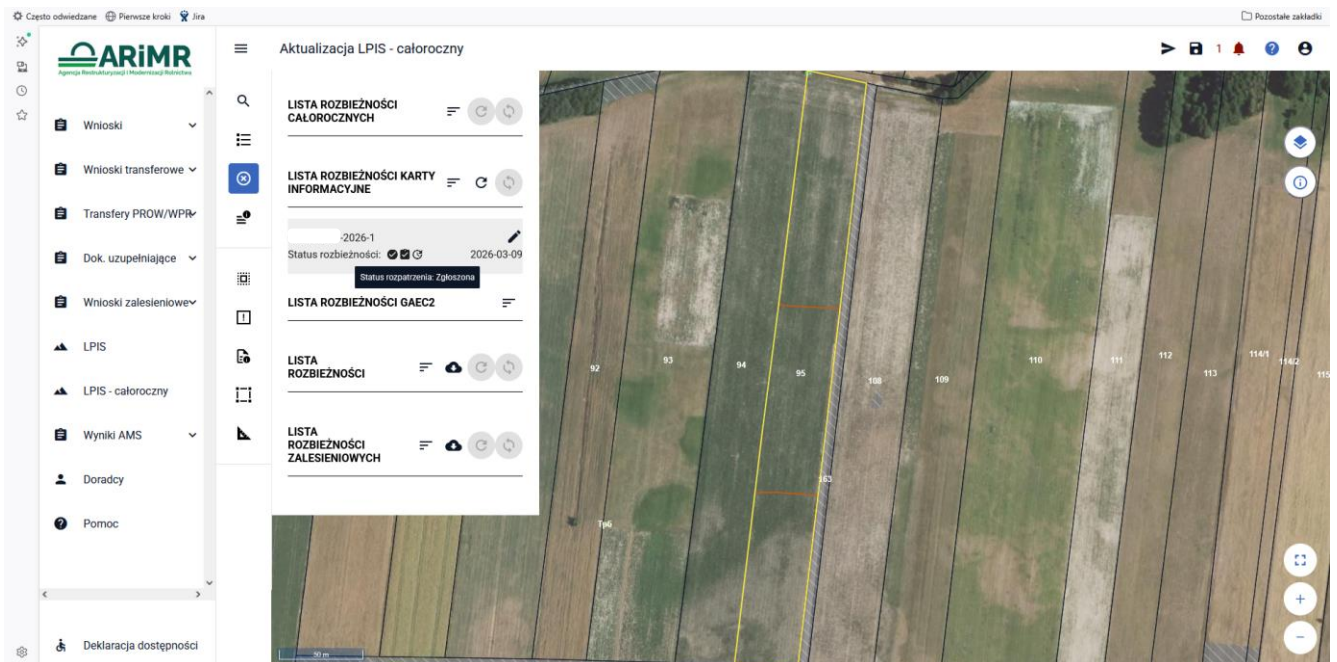 Często odwiedzane
Pierwsze kroki
Jira
Pozostałe zakładki
ARiMR
Agencja Restrukturyzacji i Modernizacji Rolnictwa
Aktualizacja LPIS - całoroczny
1
Wnioski
Wnioski transferowe
Transfery PROW/WPR
Dok. uzupełniające
Wnioski zalesieniowe
LPIS
LPIS - całoroczny
Wyniki AMS
Doradcy
Pomoc
Deklaracja dostępności
LISTA ROZBIEŻNOŚCI
CAŁOROCZNYCH
LISTA ROZBIEŻNOŚCI KARTY
INFORMACYJNE
-2026-1
Status rozbieżności:
2026-03-09
Status rozpatrzenia: Zgłoszona
LISTA ROZBIEŻNOŚCI GAEC2
LISTA
ROZBIEŻNOŚCI
LISTA
ROZBIEŻNOŚCI
ZALESIENIOWYCH
92
93
94
95
108
109
110
111
112
113
114/1
114/2
115
163
50 m